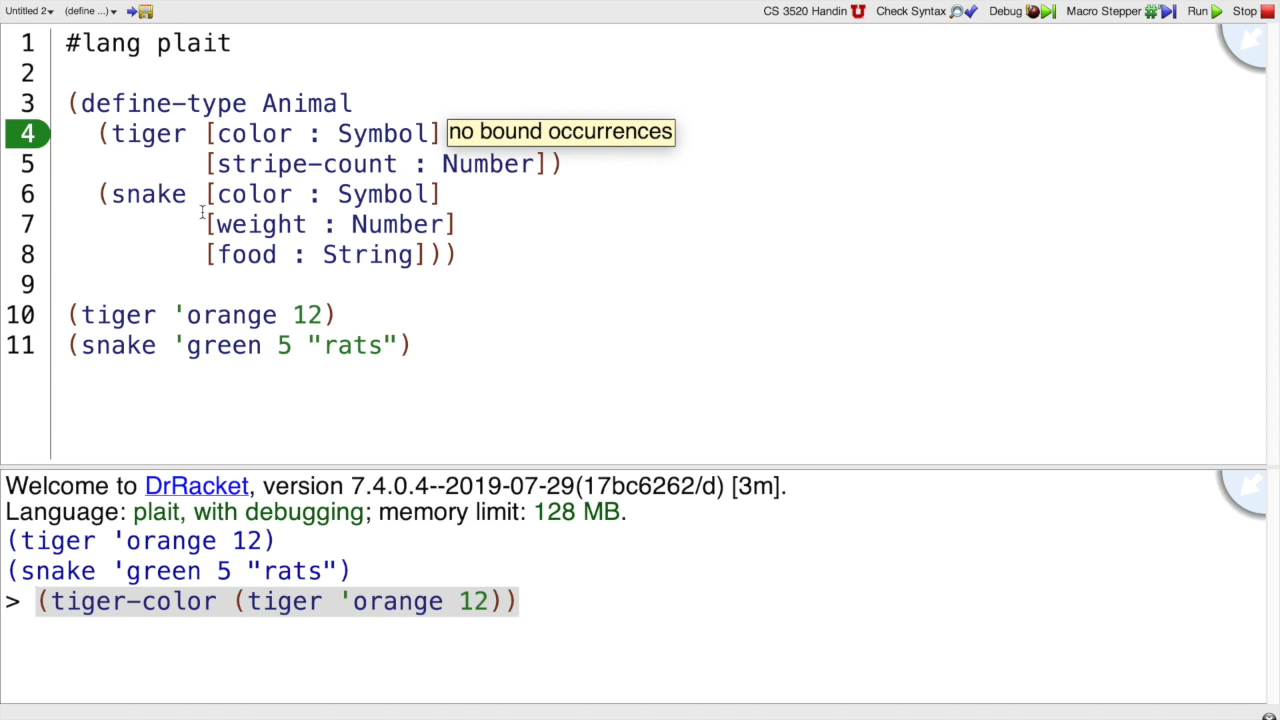 Untitled 2▾ (define ...)▾ CS 3520 Handin Check Syntax Debug Macro Stepper Run Stop
1 #lang plait
2
3 (define-type Animal
4 (tiger [color : Symbol] no bound occurrences
5 [stripe-count : Number])
6 (snake [color : Symbol]
7 [weight : Number]
8 [food : String]))
9
10 (tiger 'orange 12)
11 (snake 'green 5 "rats")
Welcome to DrRacket, version 7.4.0.4--2019-07-29(17bc6262/d) [3m].
Language: plait, with debugging; memory limit: 128 MB.
(tiger 'orange 12)
(snake 'green 5 "rats")
> (tiger-color (tiger 'orange 12))